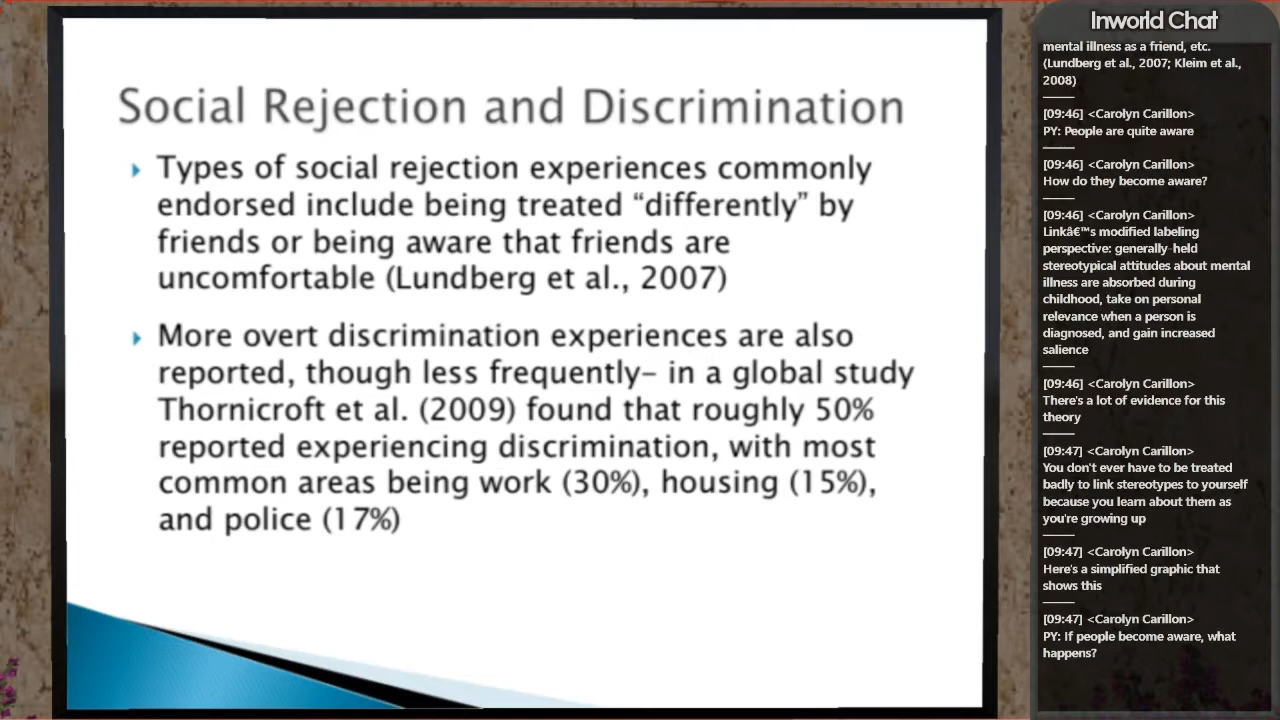 Social Rejection and Discrimination
Types of social rejection experiences commonly
endorsed include being treated “differently” by
friends or being aware that friends are
uncomfortable (Lundberg et al., 2007)
More overt discrimination experiences are also
reported, though less frequently– in a global study
Thornicroft et al. (2009) found that roughly 50%
reported experiencing discrimination, with most
common areas being work (30%), housing (15%),
and police (17%)
Inworld Chat
mental illness as a friend, etc.
(Lundberg et al., 2007; Kleim et al.,
2008)
[09:46] <Carolyn Carillon>
PY: People are quite aware
[09:46] <Carolyn Carillon>
How do they become aware?
[09:46] <Carolyn Carillon>
Linkâ€™s modified labeling
perspective: generally-held
stereotypical attitudes about mental
illness are absorbed during
childhood, take on personal
relevance when a person is
diagnosed, and gain increased
salience
[09:46] <Carolyn Carillon>
There's a lot of evidence for this
theory
[09:47] <Carolyn Carillon>
You don't ever have to be treated
badly to link stereotypes to yourself
because you learn about them as
you're growing up
[09:47] <Carolyn Carillon>
Here's a simplified graphic that
shows this
[09:47] <Carolyn Carillon>
PY: If people become aware, what
happens?